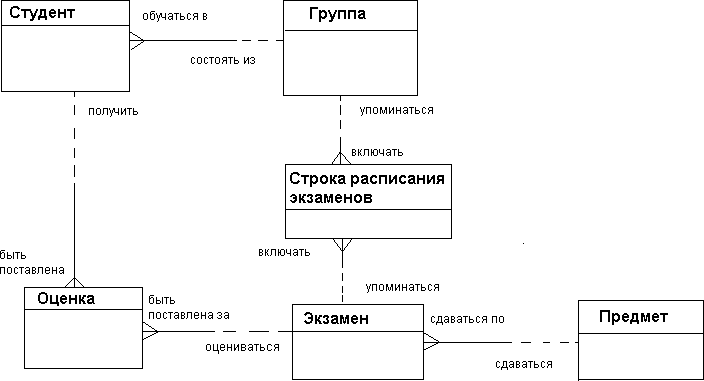 Студент
обучаться в
Группа
состоять из
получить
упоминаться
включать
Строка расписания
экзаменов
включать
быть
поставлена
упоминаться
Оценка
быть
поставлена за
Экзамен
сдаваться по
Предмет
оцениваться
сдаваться